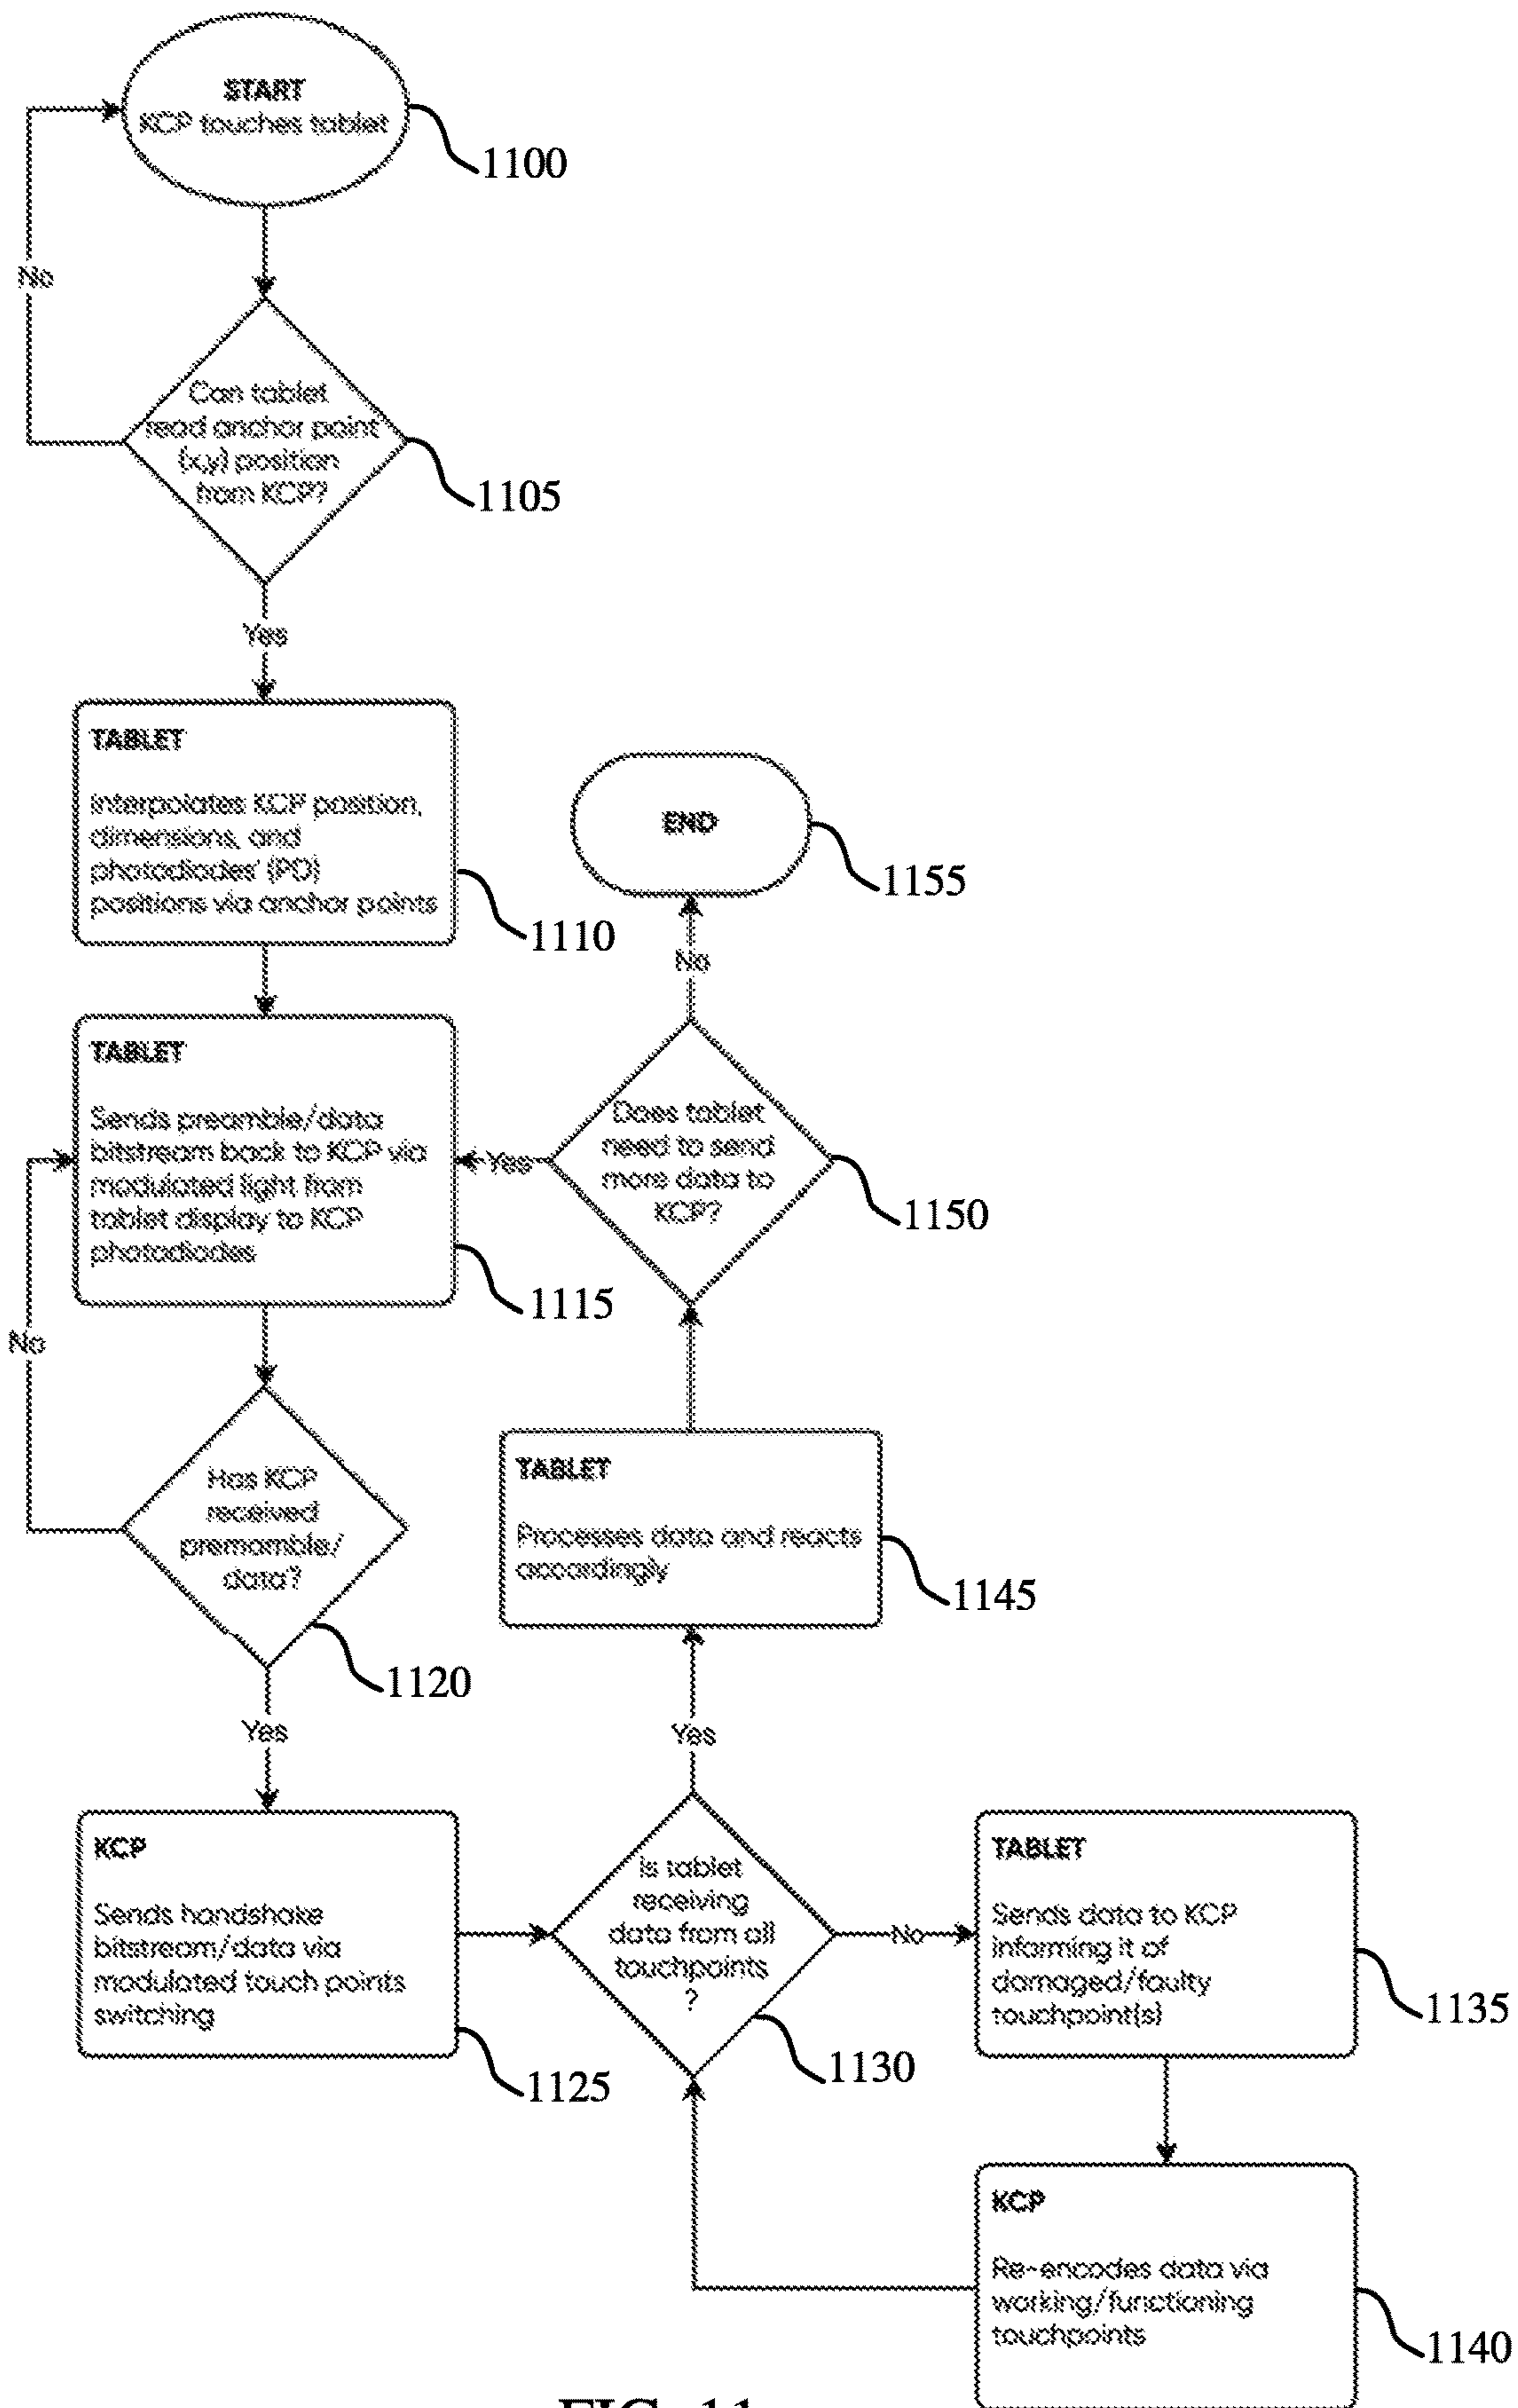 START
KCP touches tablet
1100
No
Can tablet
read anchor point
(x,y) position
from KCP?
1105
Yes
TABLET
Interpolates KCP position,
dimensions, and
photodiodes' (PD)
positions via anchor points
1110
END
1155
No
TABLET
Sends preamble/data
bitstream back to KCP via
modulated light from
tablet display to KCP
photodiodes
1115
Yes
Does tablet
need to send
more data to
KCP?
1150
No
Has KCP
received
premamble/
data?
1120
TABLET
Processes data and reacts
accordingly
1145
Yes
Yes
KCP
Sends handshake
bitstream/data via
modulated touch points
switching
1125
is tablet
receiving
data from all
touchpoints
?
1130
No
TABLET
Sends data to KCP
informing it of
damaged/faulty
touchpoint(s)
1135
KCP
Re-encodes data via
working/functioning
touchpoints
1140
FIG. 11